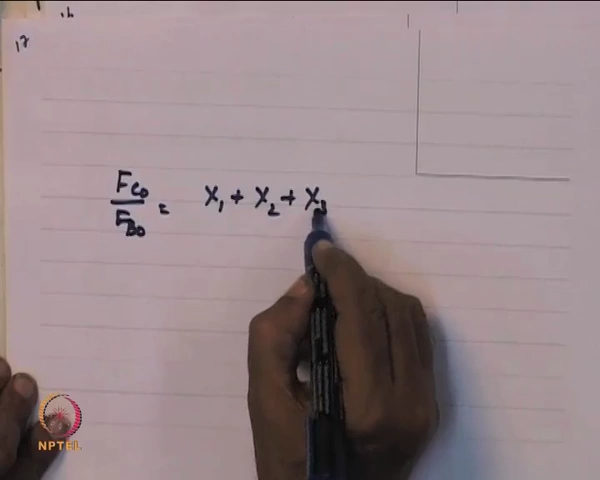 17
F_C0 / F_B0 = X_1 + X_2 + X_3
NPTEL